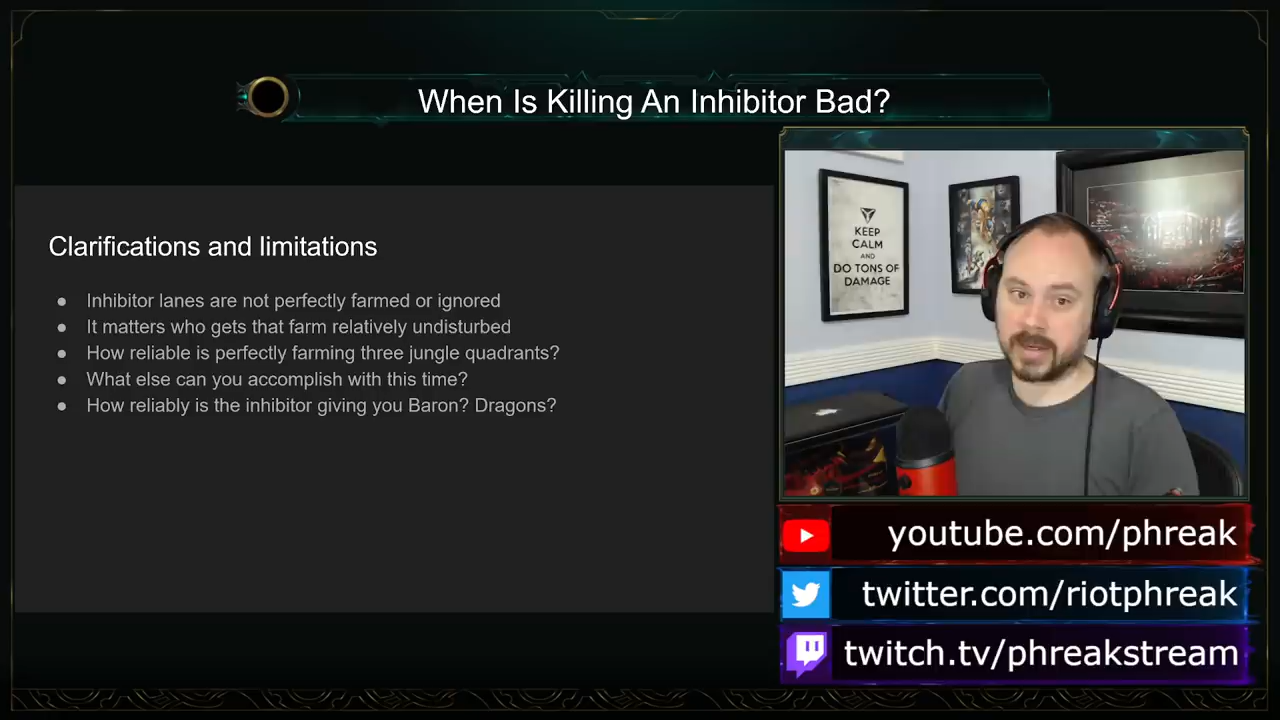 When Is Killing An Inhibitor Bad?
Clarifications and limitations
● Inhibitor lanes are not perfectly farmed or ignored
● It matters who gets that farm relatively undisturbed
● How reliable is perfectly farming three jungle quadrants?
● What else can you accomplish with this time?
● How reliably is the inhibitor giving you Baron? Dragons?
KEEP
CALM
AND
DO TONS OF
DAMAGE
youtube.com/phreak
twitter.com/riotphreak
twitch.tv/phreakstream